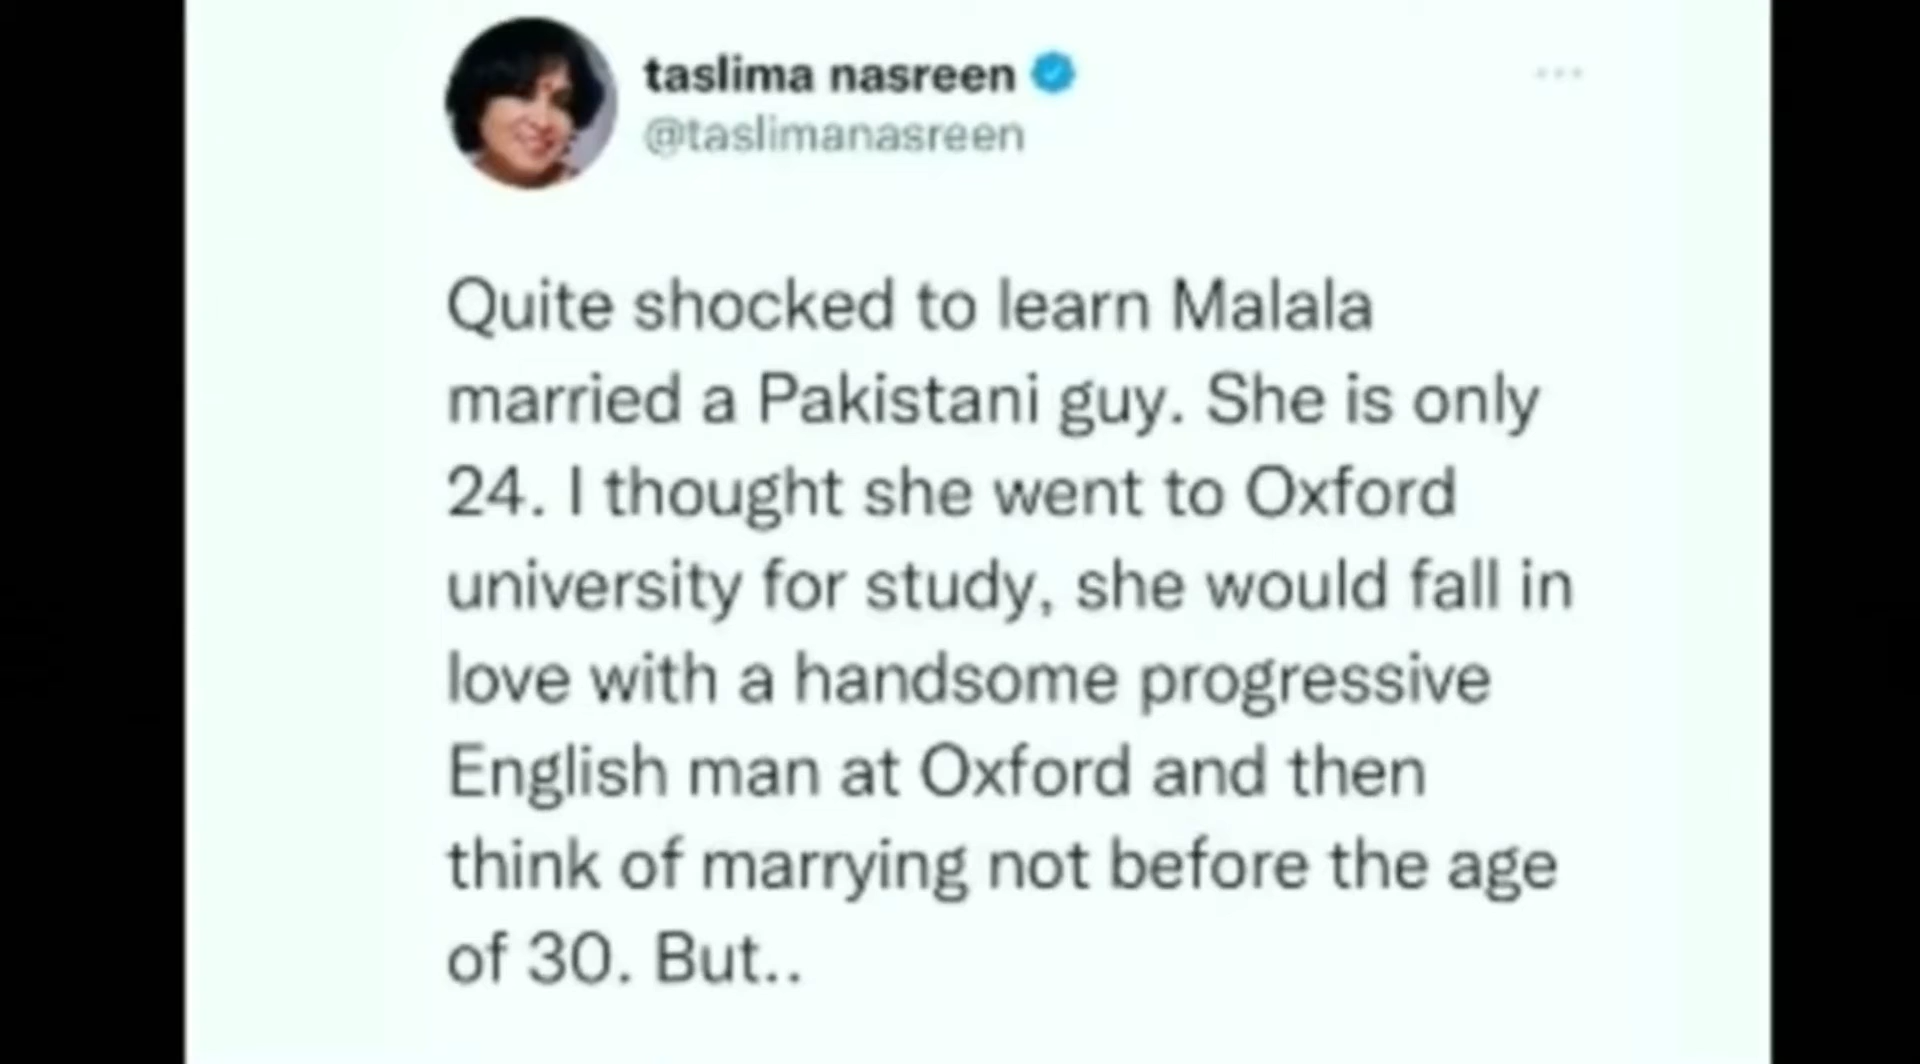 taslima nasreen
@taslimanasreen
Quite shocked to learn Malala
married a Pakistani guy. She is only
24. I thought she went to Oxford
university for study, she would fall in
love with a handsome progressive
English man at Oxford and then
think of marrying not before the age
of 30. But..